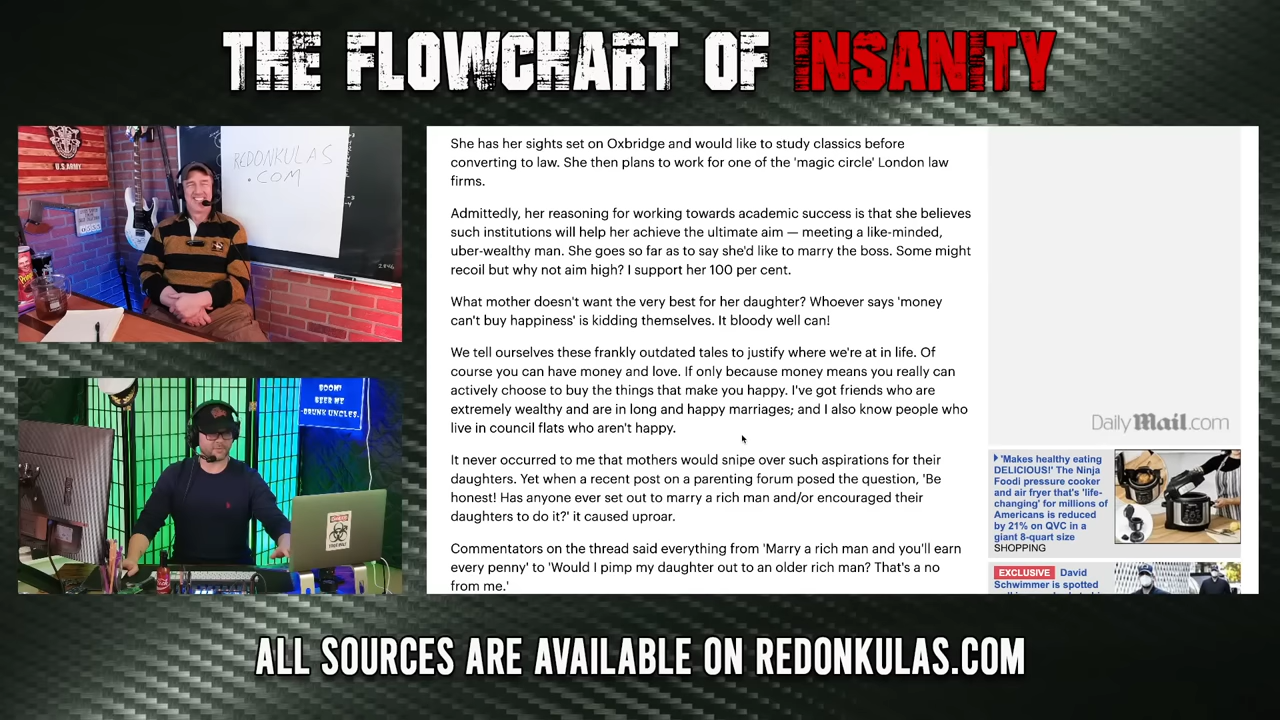 THE FLOWCHART OF INSANITY
U.S. ARMY
REDONKULAS
.COM
BOOM!
BEER ME
-DRUNK UNCLES.
She has her sights set on Oxbridge and would like to study classics before
converting to law. She then plans to work for one of the 'magic circle' London law
firms.
Admittedly, her reasoning for working towards academic success is that she believes
such institutions will help her achieve the ultimate aim — meeting a like-minded,
uber-wealthy man. She goes so far as to say she'd like to marry the boss. Some might
recoil but why not aim high? I support her 100 per cent.
What mother doesn't want the very best for her daughter? Whoever says 'money
can't buy happiness' is kidding themselves. It bloody well can!
We tell ourselves these frankly outdated tales to justify where we're at in life. Of
course you can have money and love. If only because money means you really can
actively choose to buy the things that make you happy. I've got friends who are
extremely wealthy and are in long and happy marriages; and I also know people who
live in council flats who aren't happy.
It never occurred to me that mothers would snipe over such aspirations for their
daughters. Yet when a recent post on a parenting forum posed the question, 'Be
honest! Has anyone ever set out to marry a rich man and/or encouraged their
daughters to do it?' it caused uproar.
Commentators on the thread said everything from 'Marry a rich man and you'll earn
every penny' to 'Would I pimp my daughter out to an older rich man? That's a no
from me.'
DailyMail.com
'Makes healthy eating
DELICIOUS!' The Ninja
Foodi pressure cooker
and air fryer that's 'life-
changing' for millions of
Americans is reduced
by 21% on QVC in a
giant 8-quart size
SHOPPING
EXCLUSIVE David
Schwimmer is spotted
ALL SOURCES ARE AVAILABLE ON REDONKULAS.COM